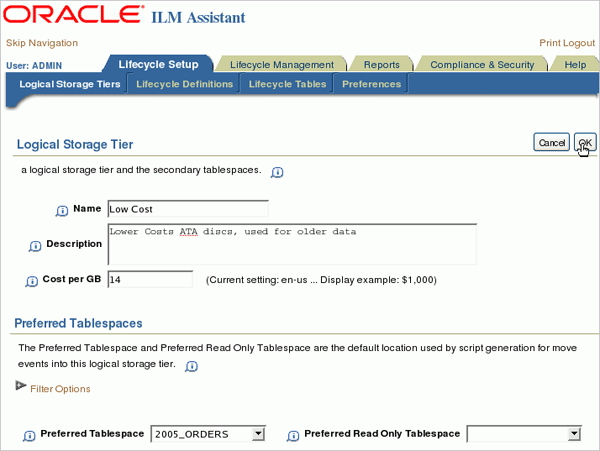 ORACLE ILM Assistant
Skip Navigation Print Logout
User: ADMIN Lifecycle Setup Lifecycle Management Reports Compliance & Security Help
Logical Storage Tiers Lifecycle Definitions Lifecycle Tables Preferences
Logical Storage Tier Cancel OK
a logical storage tier and the secondary tablespaces.
Name Low Cost
Description Lower Costs ATA discs, used for older data
Cost per GB 14 (Current setting: en-us ... Display example: $1,000)
Preferred Tablespaces
The Preferred Tablespace and Preferred Read Only Tablespace are the default location used by script generation for move
events into this logical storage tier.
Filter Options
Preferred Tablespace 2005_ORDERS Preferred Read Only Tablespace